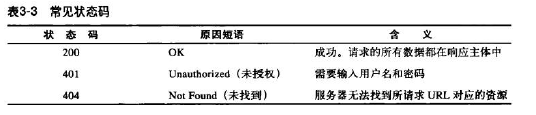 表3-3 常见状态码
状态码 原因短语 含义
200 OK 成功。请求的所有数据都在响应主体中
401 Unauthorized（未授权） 需要输入用户名和密码
404 Not Found（未找到） 服务器无法找到所请求 URL 对应的资源